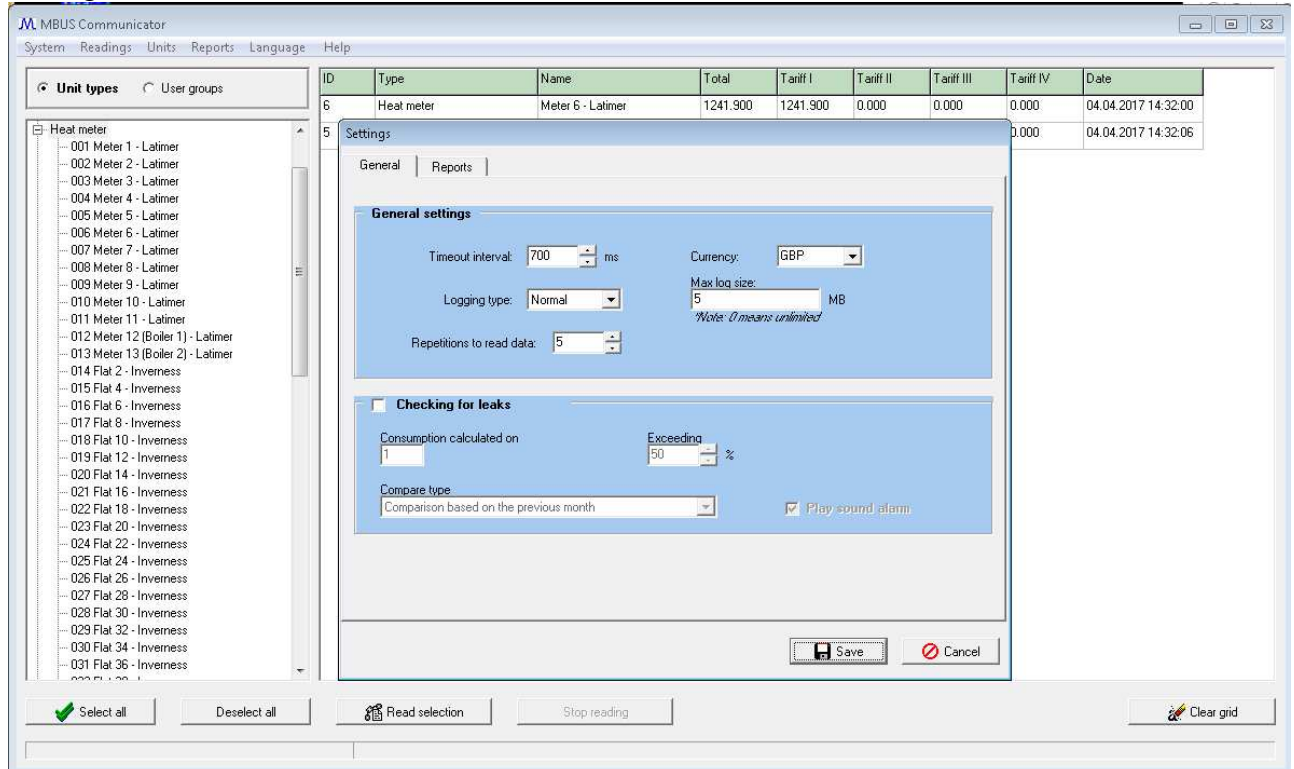 MBUS Communicator
System Readings Units Reports Language Help
Unit types User groups
ID Type Name Total Tariff I Tariff II Tariff III Tariff IV Date
6 Heat meter Meter 6 - Latimer 1241.900 1241.900 0.000 0.000 0.000 04.04.2017 14:32:00
5 0.000 04.04.2017 14:32:06
Heat meter
001 Meter 1 - Latimer
002 Meter 2 - Latimer
003 Meter 3 - Latimer
004 Meter 4 - Latimer
005 Meter 5 - Latimer
006 Meter 6 - Latimer
007 Meter 7 - Latimer
008 Meter 8 - Latimer
009 Meter 9 - Latimer
010 Meter 10 - Latimer
011 Meter 11 - Latimer
012 Meter 12 (Boiler 1) - Latimer
013 Meter 13 (Boiler 2) - Latimer
014 Flat 2 - Inverness
015 Flat 4 - Inverness
016 Flat 6 - Inverness
017 Flat 8 - Inverness
018 Flat 10 - Inverness
019 Flat 12 - Inverness
020 Flat 14 - Inverness
021 Flat 16 - Inverness
022 Flat 18 - Inverness
023 Flat 20 - Inverness
024 Flat 22 - Inverness
025 Flat 24 - Inverness
026 Flat 26 - Inverness
027 Flat 28 - Inverness
028 Flat 30 - Inverness
029 Flat 32 - Inverness
030 Flat 34 - Inverness
031 Flat 36 - Inverness
Settings
General Reports
General settings
Timeout interval: 700 ms Currency: GBP
Max log size:
Logging type: Normal 5 MB
*Note: 0 means unlimited
Repetitions to read data: 5
Checking for leaks
Consumption calculated on Exceeding
1 50 %
Compare type
Comparison based on the previous month Play sound alarm
Save Cancel
Select all Deselect all Read selection Stop reading Clear grid